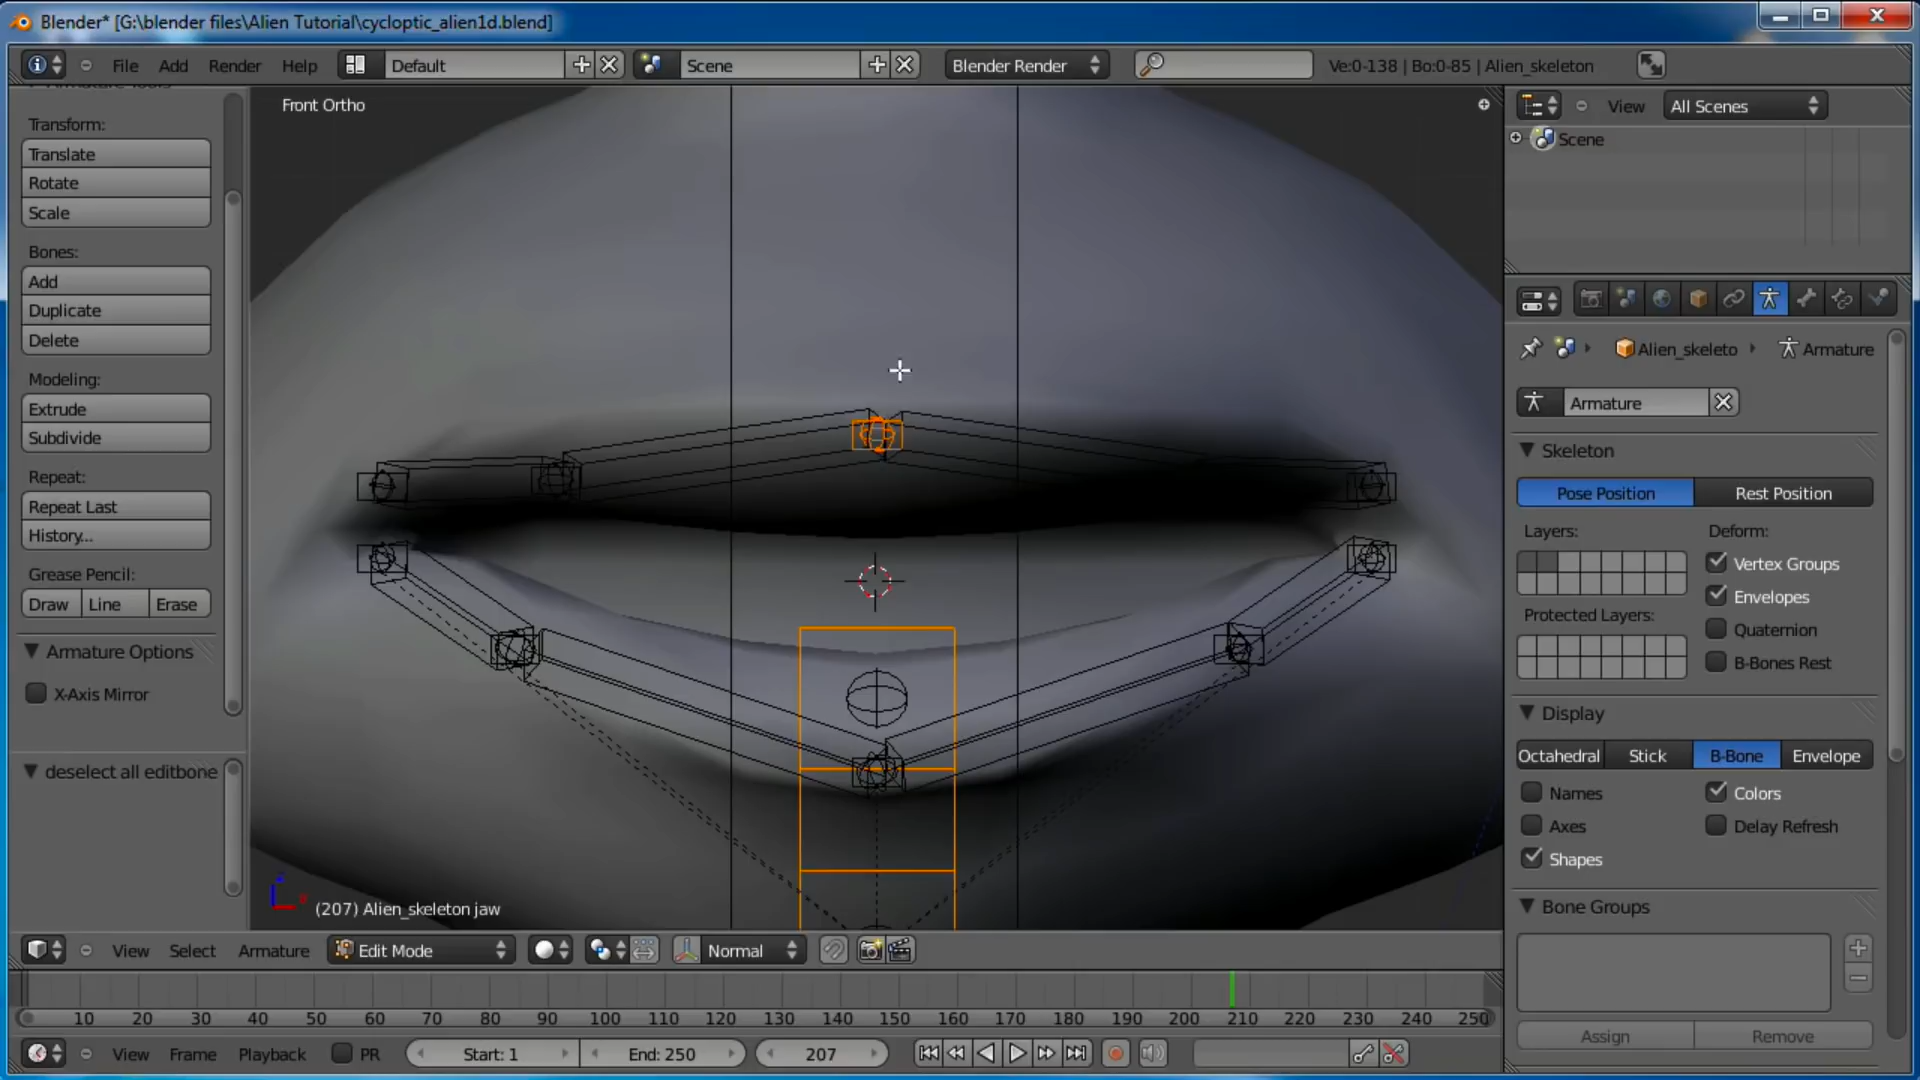 Blender* [G:\blender files\Alien Tutorial\cycloptic_alien1d.blend]
File Add Render Help Default Scene Blender Render Ve:0-138 | Bo:0-85 | Alien_skeleton
Armature Tools
Transform:
Translate
Rotate
Scale
Bones:
Add
Duplicate
Delete
Modeling:
Extrude
Subdivide
Repeat:
Repeat Last
History...
Grease Pencil:
Draw Line Erase
Armature Options
X-Axis Mirror
deselect all editbone
Front Ortho
(207) Alien_skeleton jaw
View Select Armature Edit Mode Normal
10 20 30 40 50 60 70 80 90 100 110 120 130 140 150 160 170 180 190 200 210 220 230 240 250
View Frame Playback PR Start: 1 End: 250 207
View All Scenes
Scene
Alien_skeleto Armature
Armature
Skeleton
Pose Position Rest Position
Layers: Deform:
Vertex Groups
Envelopes
Protected Layers: Quaternion
B-Bones Rest
Display
Octahedral Stick B-Bone Envelope
Names Colors
Axes Delay Refresh
Shapes
Bone Groups
Assign Remove